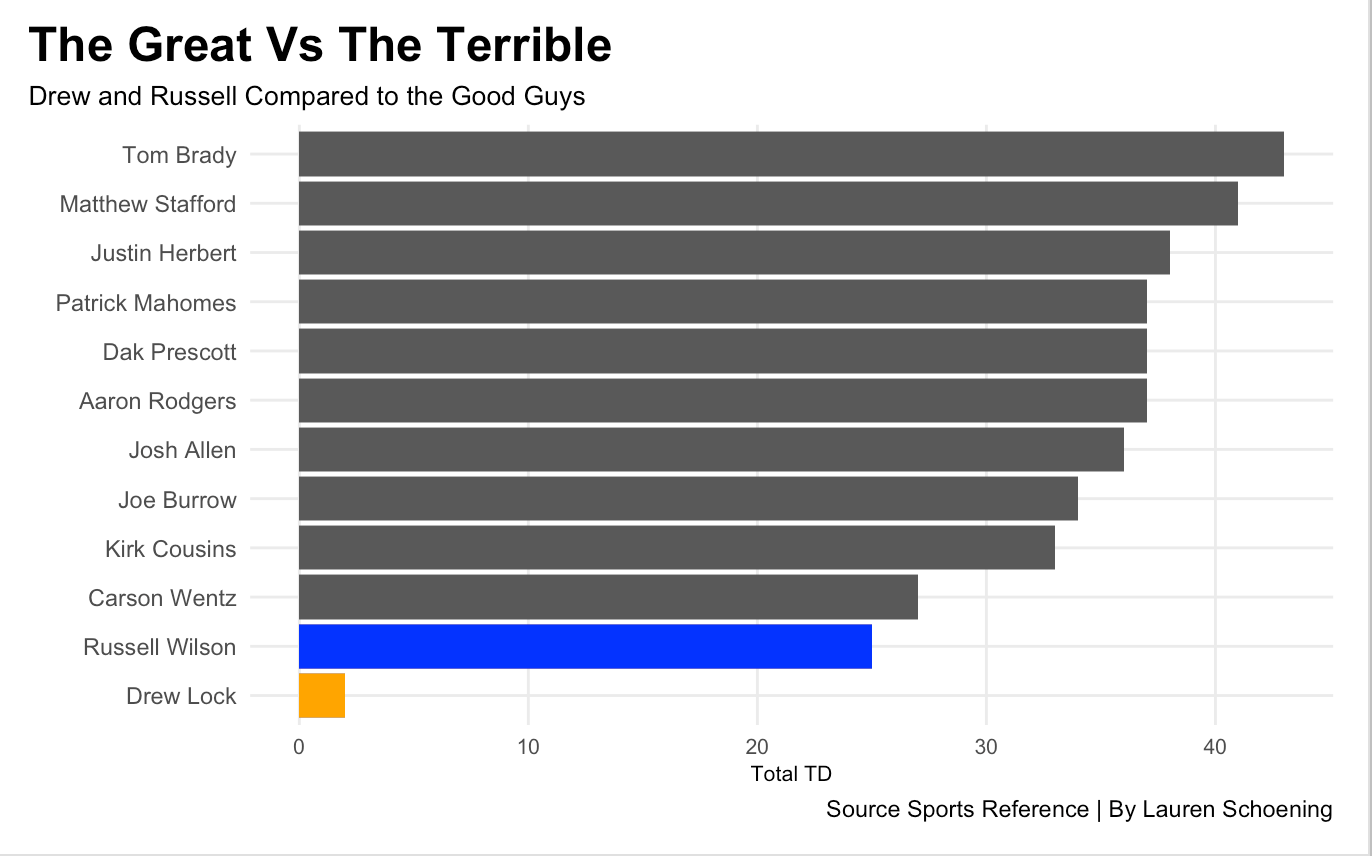 The Great Vs The Terrible
Drew and Russell Compared to the Good Guys
Tom Brady
Matthew Stafford
Justin Herbert
Patrick Mahomes
Dak Prescott
Aaron Rodgers
Josh Allen
Joe Burrow
Kirk Cousins
Carson Wentz
Russell Wilson
Drew Lock
0 10 20 30 40
Total TD
Source Sports Reference | By Lauren Schoening